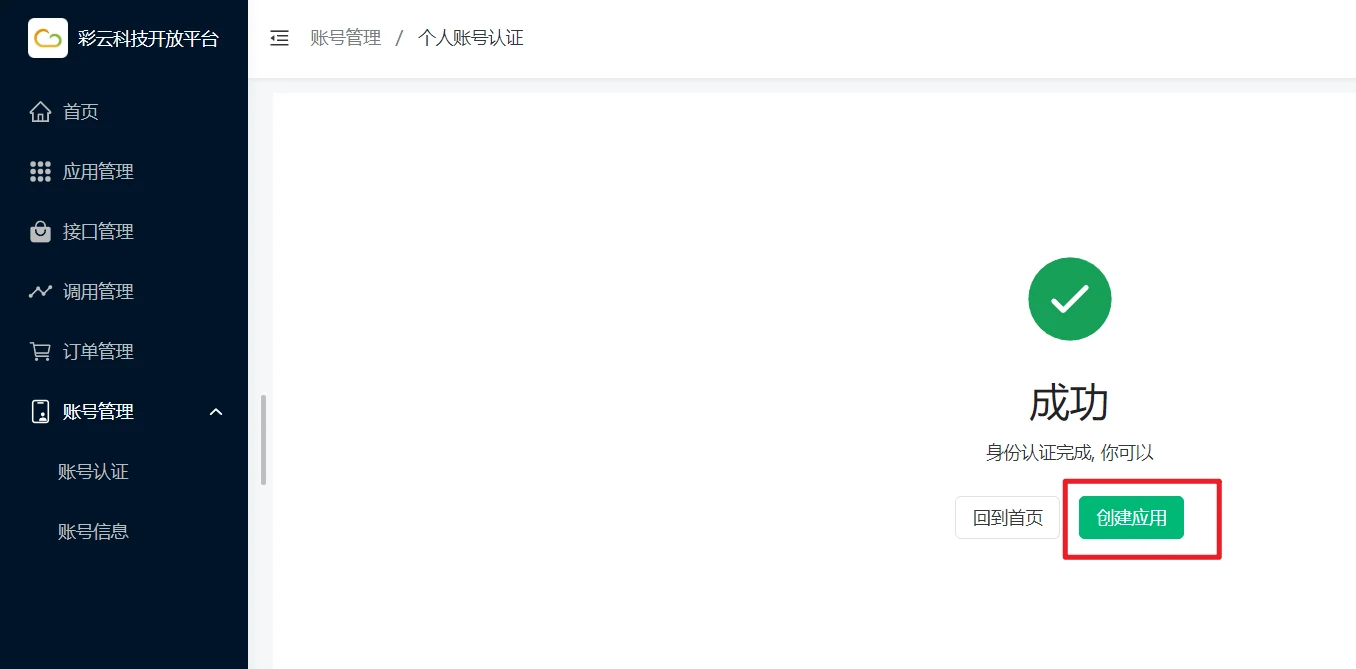 彩云科技开放平台
账号管理 / 个人账号认证
首页
应用管理
接口管理
调用管理
订单管理
账号管理
账号认证
账号信息
成功
身份认证完成, 你可以
回到首页
创建应用